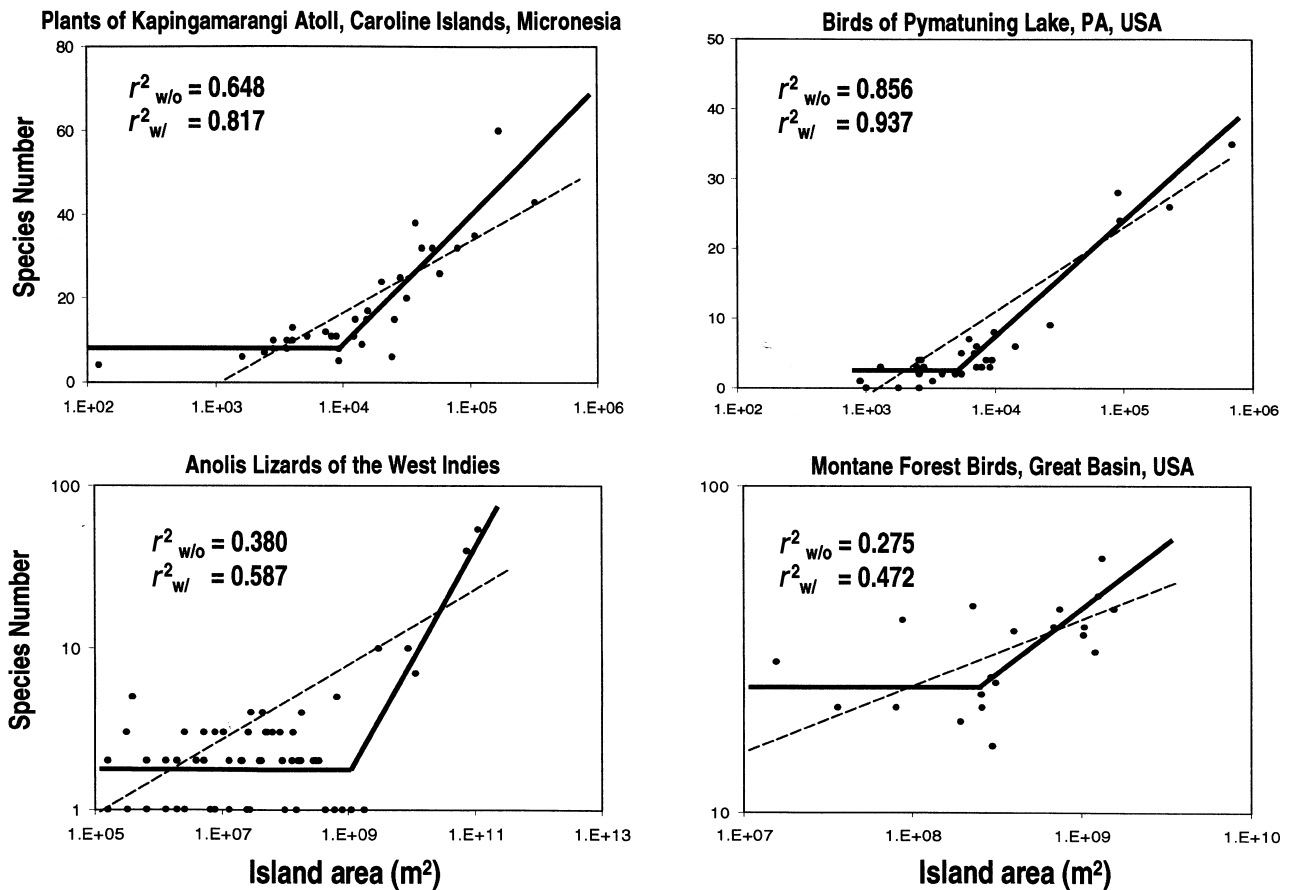 Plants of Kapingamarangi Atoll, Caroline Islands, Micronesia
80
60
40
20
0
Species Number
r² w/o = 0.648
r² w/ = 0.817
1.E+02 1.E+03 1.E+04 1.E+05 1.E+06
Birds of Pymatuning Lake, PA, USA
50
40
30
20
10
0
r² w/o = 0.856
r² w/ = 0.937
1.E+02 1.E+03 1.E+04 1.E+05 1.E+06
Anolis Lizards of the West Indies
100
10
1
Species Number
r² w/o = 0.380
r² w/ = 0.587
1.E+05 1.E+07 1.E+09 1.E+11 1.E+13
Island area (m²)
Montane Forest Birds, Great Basin, USA
100
10
r² w/o = 0.275
r² w/ = 0.472
1.E+07 1.E+08 1.E+09 1.E+10
Island area (m²)